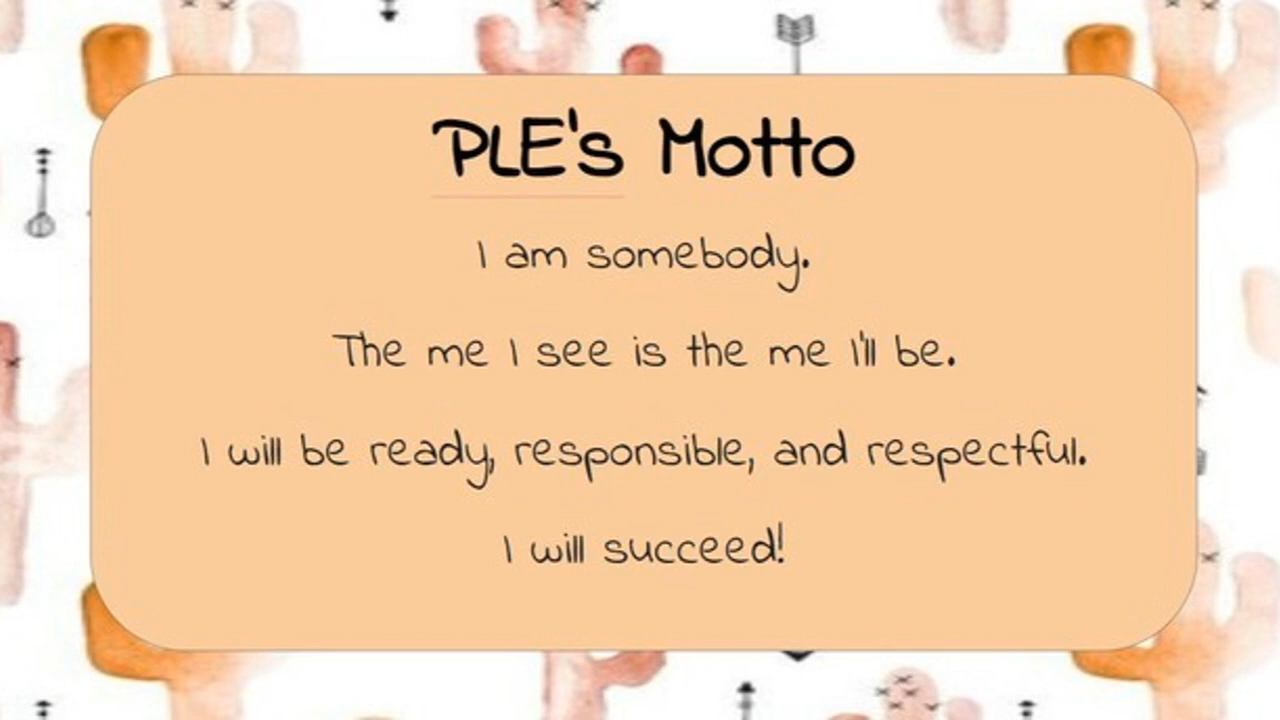 PLE's Motto
I am somebody.
The me I see is the me I'll be.
I will be ready, responsible, and respectful.
I will succeed!